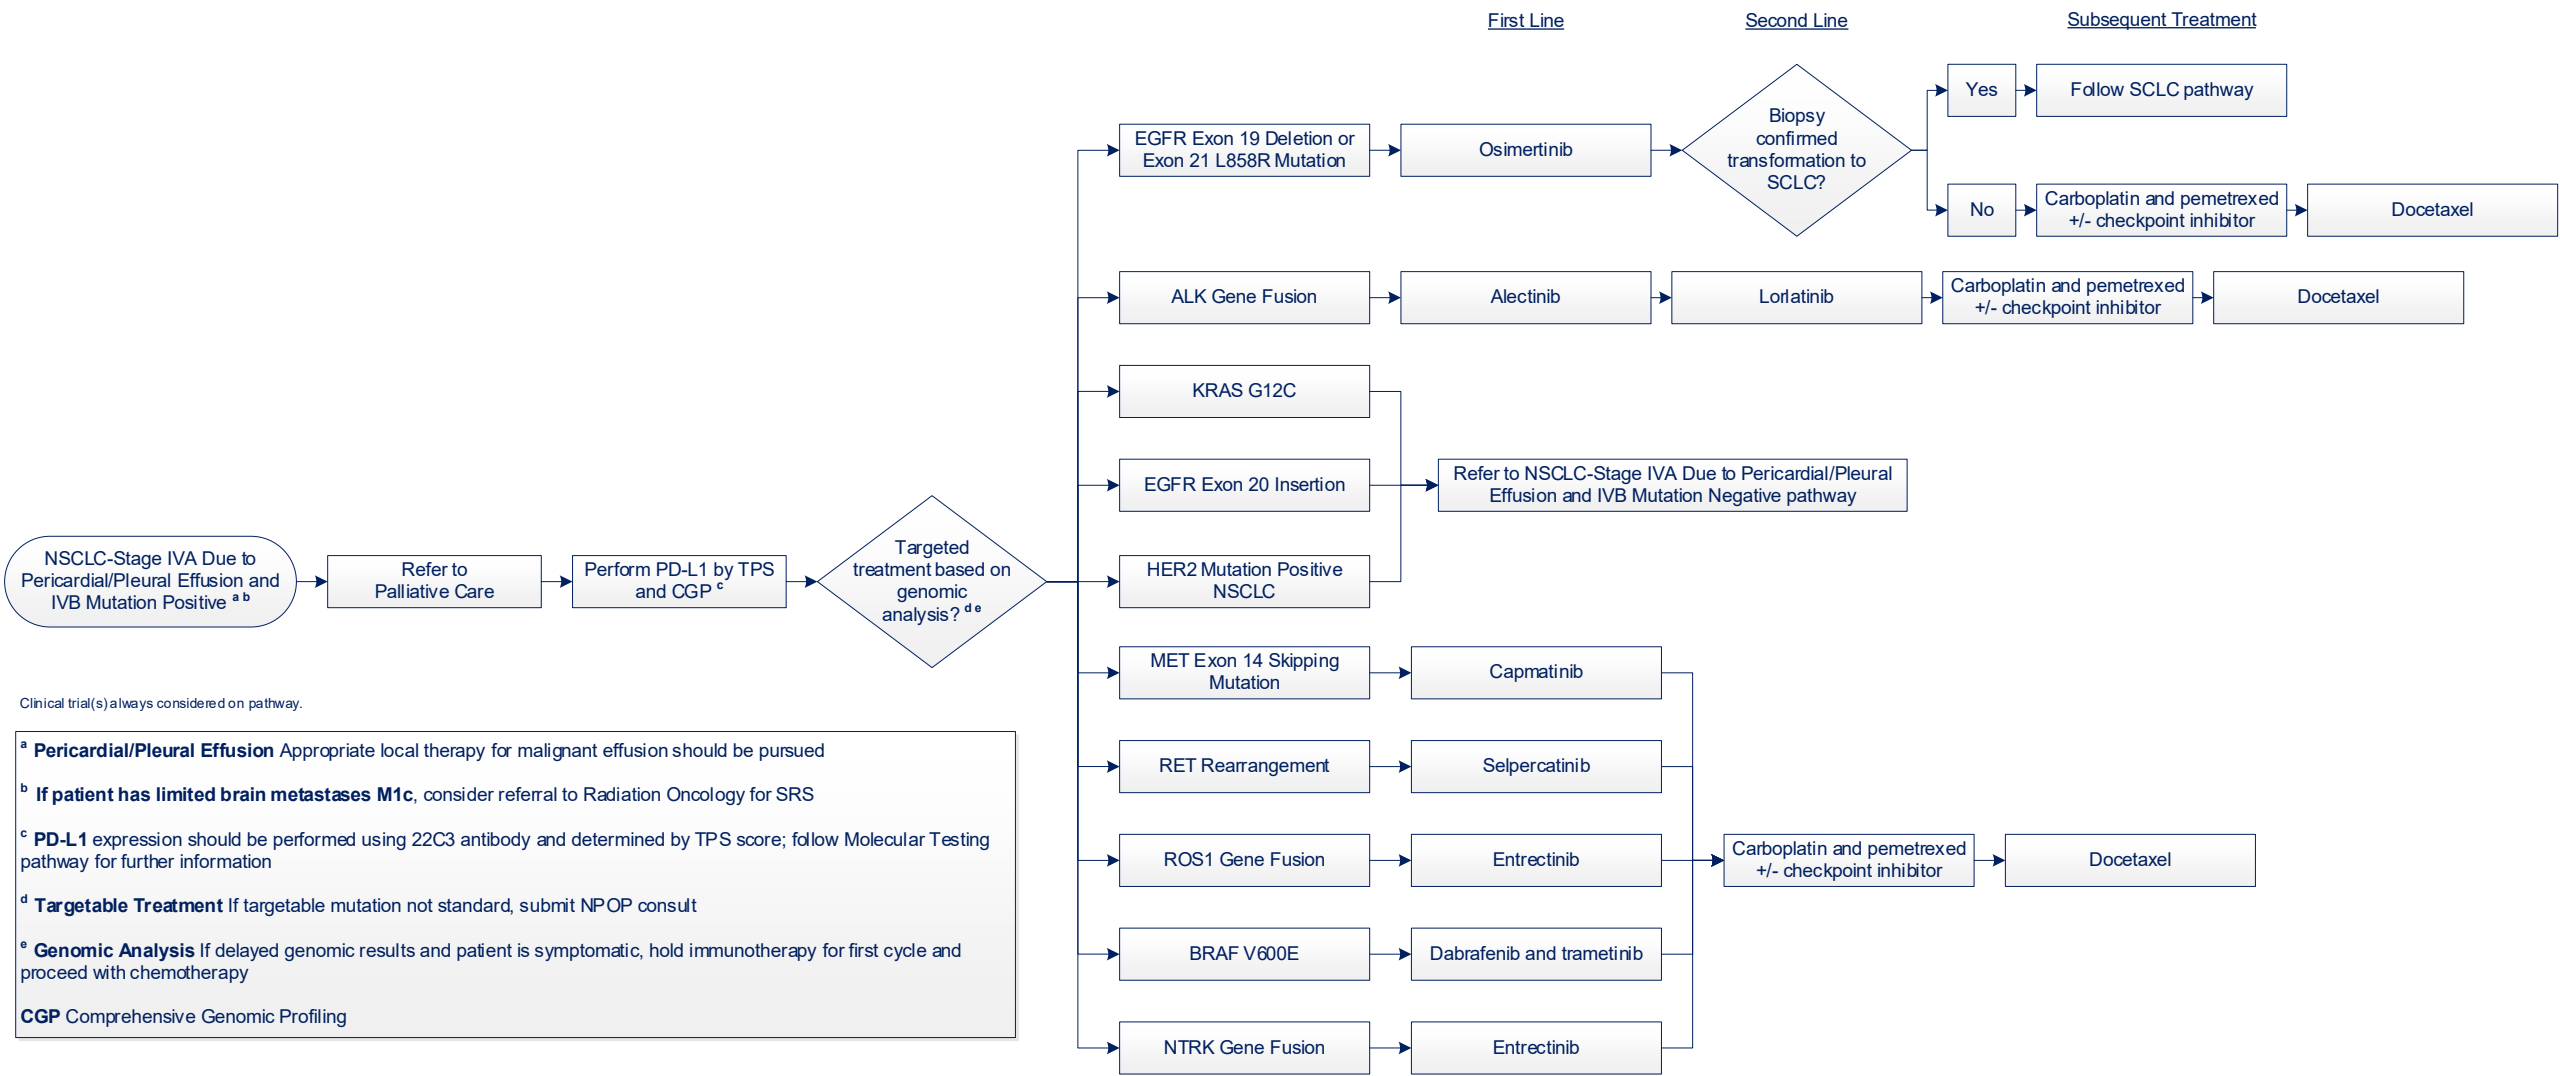 First Line
Second Line
Subsequent Treatment
NSCLC-Stage IVA Due to
Pericardial/Pleural Effusion and
IVB Mutation Positive a b
Refer to
Palliative Care
Perform PD-L1 by TPS
and CGP c
Targeted
treatment based on
genomic
analysis? d e
EGFR Exon 19 Deletion or
Exon 21 L858R Mutation
Osimertinib
Biopsy
confirmed
transformation to
SCLC?
Yes
Follow SCLC pathway
No
Carboplatin and pemetrexed
+/- checkpoint inhibitor
Docetaxel
ALK Gene Fusion
Alectinib
Lorlatinib
Carboplatin and pemetrexed
+/- checkpoint inhibitor
Docetaxel
KRAS G12C
EGFR Exon 20 Insertion
HER2 Mutation Positive
NSCLC
Refer to NSCLC-Stage IVA Due to Pericardial/Pleural
Effusion and IVB Mutation Negative pathway
MET Exon 14 Skipping
Mutation
Capmatinib
RET Rearrangement
Selpercatinib
ROS1 Gene Fusion
Entrectinib
BRAF V600E
Dabrafenib and trametinib
NTRK Gene Fusion
Entrectinib
Carboplatin and pemetrexed
+/- checkpoint inhibitor
Docetaxel
Clinical trial(s) always considered on pathway.
a Pericardial/Pleural Effusion Appropriate local therapy for malignant effusion should be pursued
b If patient has limited brain metastases M1c, consider referral to Radiation Oncology for SRS
c PD-L1 expression should be performed using 22C3 antibody and determined by TPS score; follow Molecular Testing
pathway for further information
d Targetable Treatment If targetable mutation not standard, submit NPOP consult
e Genomic Analysis If delayed genomic results and patient is symptomatic, hold immunotherapy for first cycle and
proceed with chemotherapy
CGP Comprehensive Genomic Profiling